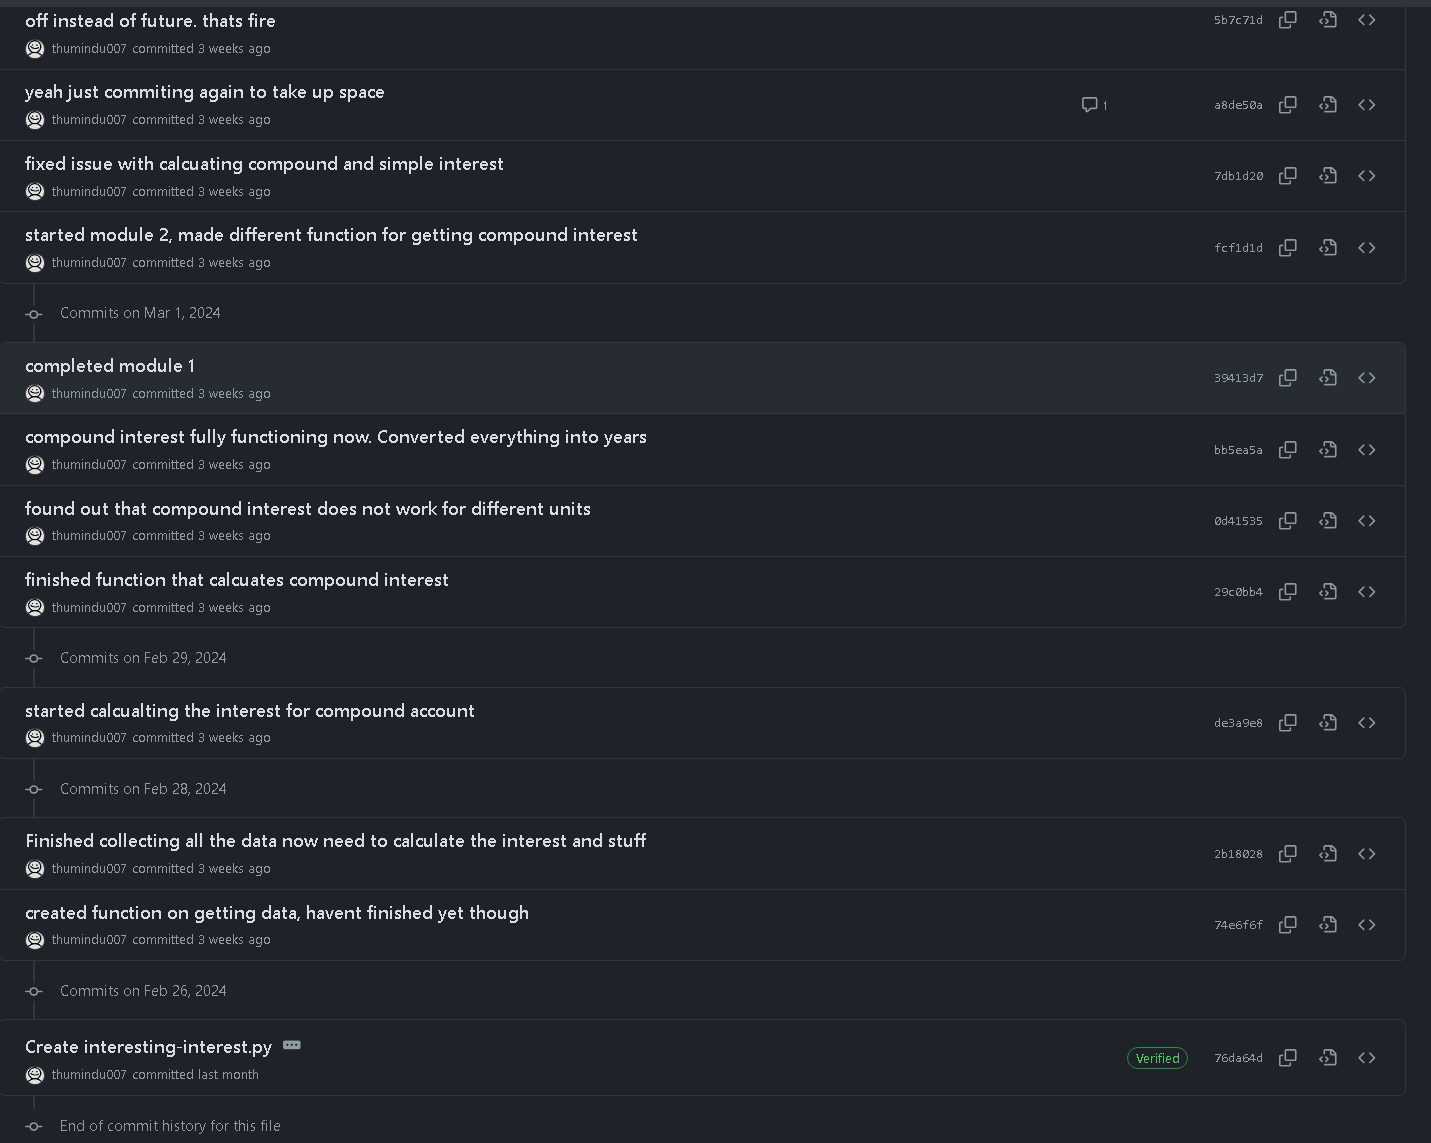 off instead of future. thats fire
5b7c71d
thumindu007 committed 3 weeks ago
yeah just commiting again to take up space
1
a8de50a
thumindu007 committed 3 weeks ago
fixed issue with calcuating compound and simple interest
7db1d20
thumindu007 committed 3 weeks ago
started module 2, made different function for getting compound interest
fcf1d1d
thumindu007 committed 3 weeks ago
Commits on Mar 1, 2024
completed module 1
39413d7
thumindu007 committed 3 weeks ago
compound interest fully functioning now. Converted everything into years
bb5ea5a
thumindu007 committed 3 weeks ago
found out that compound interest does not work for different units
0d41535
thumindu007 committed 3 weeks ago
finished function that calcuates compound interest
29c0bb4
thumindu007 committed 3 weeks ago
Commits on Feb 29, 2024
started calcualting the interest for compound account
de3a9e8
thumindu007 committed 3 weeks ago
Commits on Feb 28, 2024
Finished collecting all the data now need to calculate the interest and stuff
2b18028
thumindu007 committed 3 weeks ago
created function on getting data, havent finished yet though
74e6f6f
thumindu007 committed 3 weeks ago
Commits on Feb 26, 2024
Create interesting-interest.py
Verified
76da64d
thumindu007 committed last month
End of commit history for this file